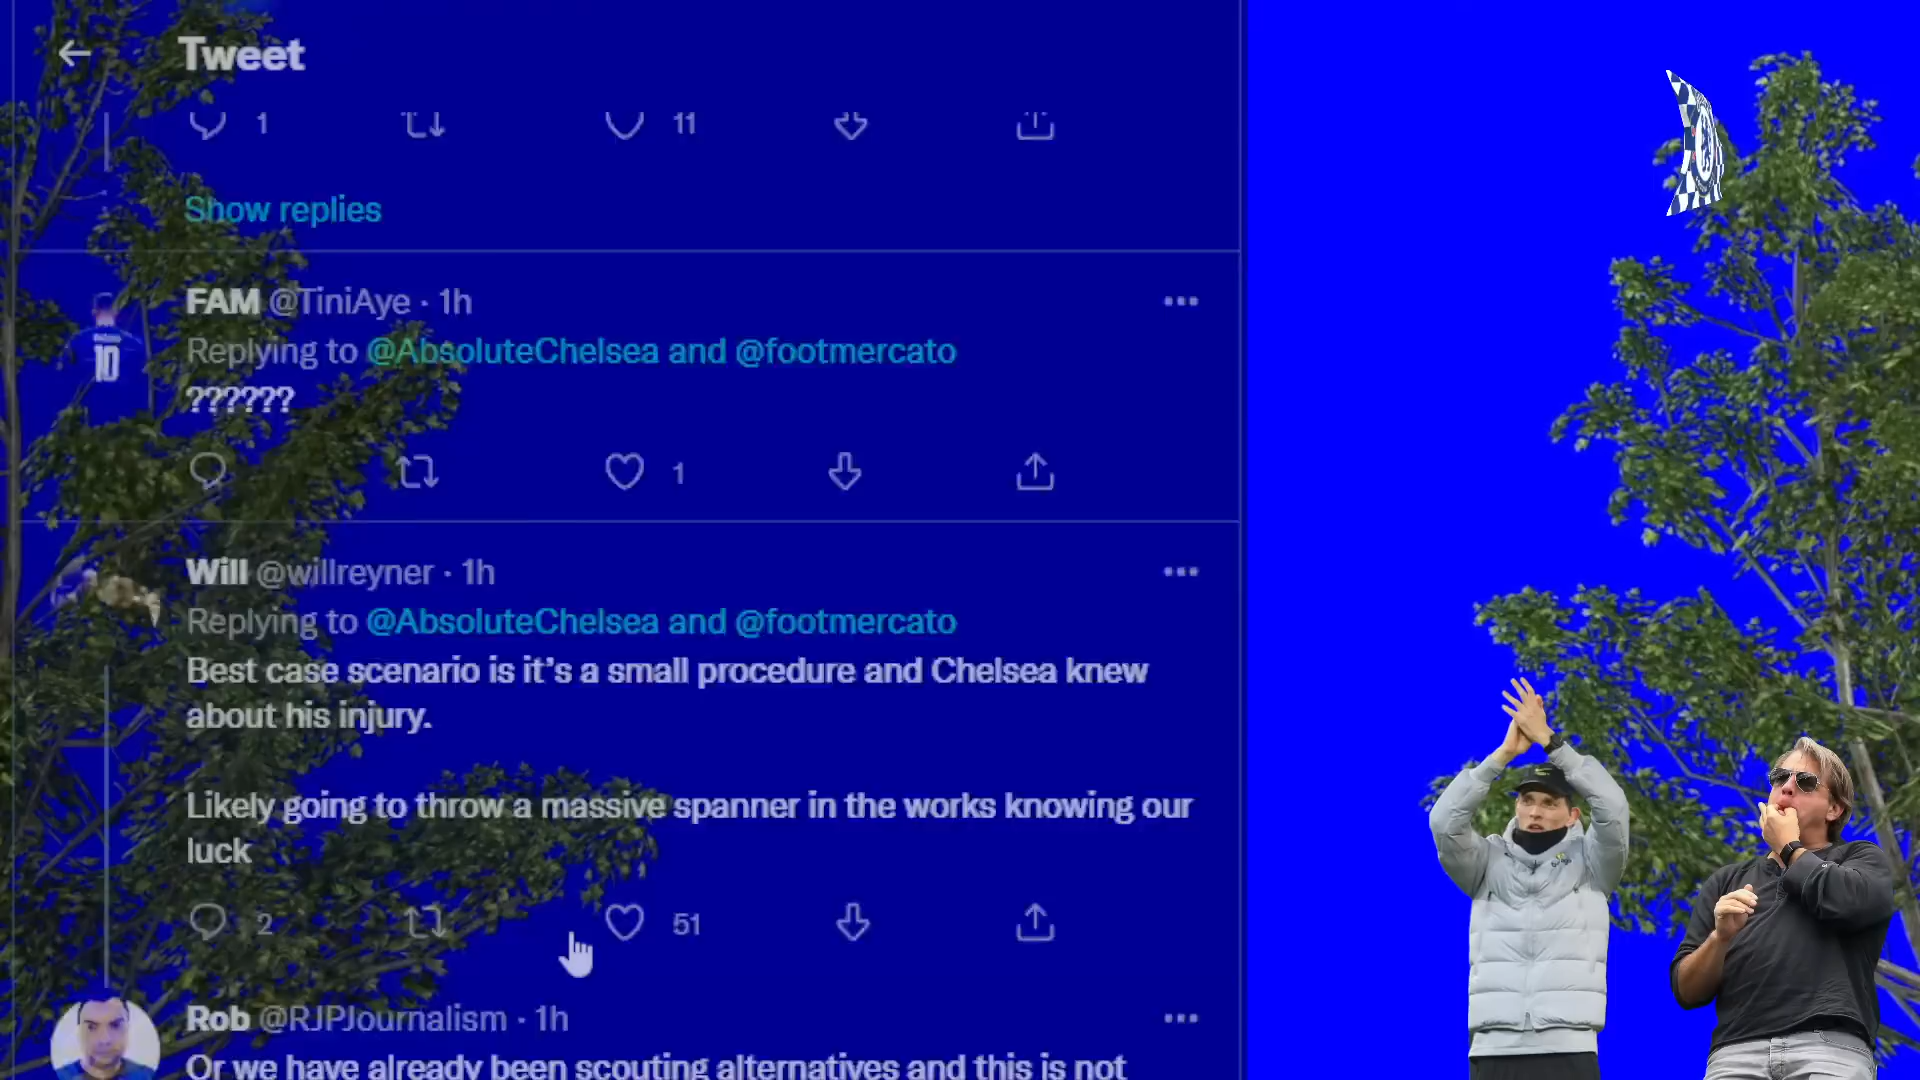 Tweet
1
11
Show replies
FAM @TiniAye · 1h
Replying to @AbsoluteChelsea and @footmercato
??????
10
1
Will @willreyner · 1h
Replying to @AbsoluteChelsea and @footmercato
Best case scenario is it's a small procedure and Chelsea knew
about his injury.
Likely going to throw a massive spanner in the works knowing our
luck
2
51
Rob @RJPJournalism · 1h
Or we have already been scouting alternatives and this is not